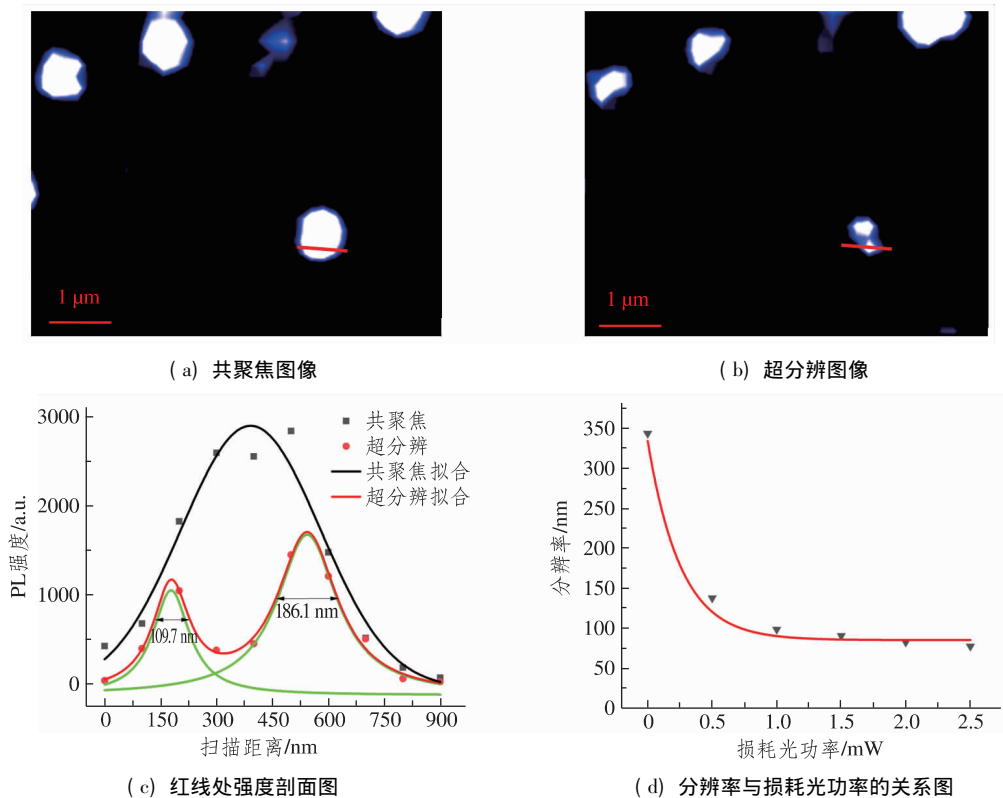 1 μm
1 μm
(a) 共聚焦图像
(b) 超分辨图像
3000
2000
1000
0
PL强度/a.u.
共聚焦
超分辨
共聚焦拟合
超分辨拟合
109.7 nm
186.1 nm
0 150 300 450 600 750 900
扫描距离/nm
(c) 红线处强度剖面图
350
300
250
200
150
100
50
0
分辨率/nm
0 0.5 1.0 1.5 2.0 2.5
损耗光功率/mW
(d) 分辨率与损耗光功率的关系图